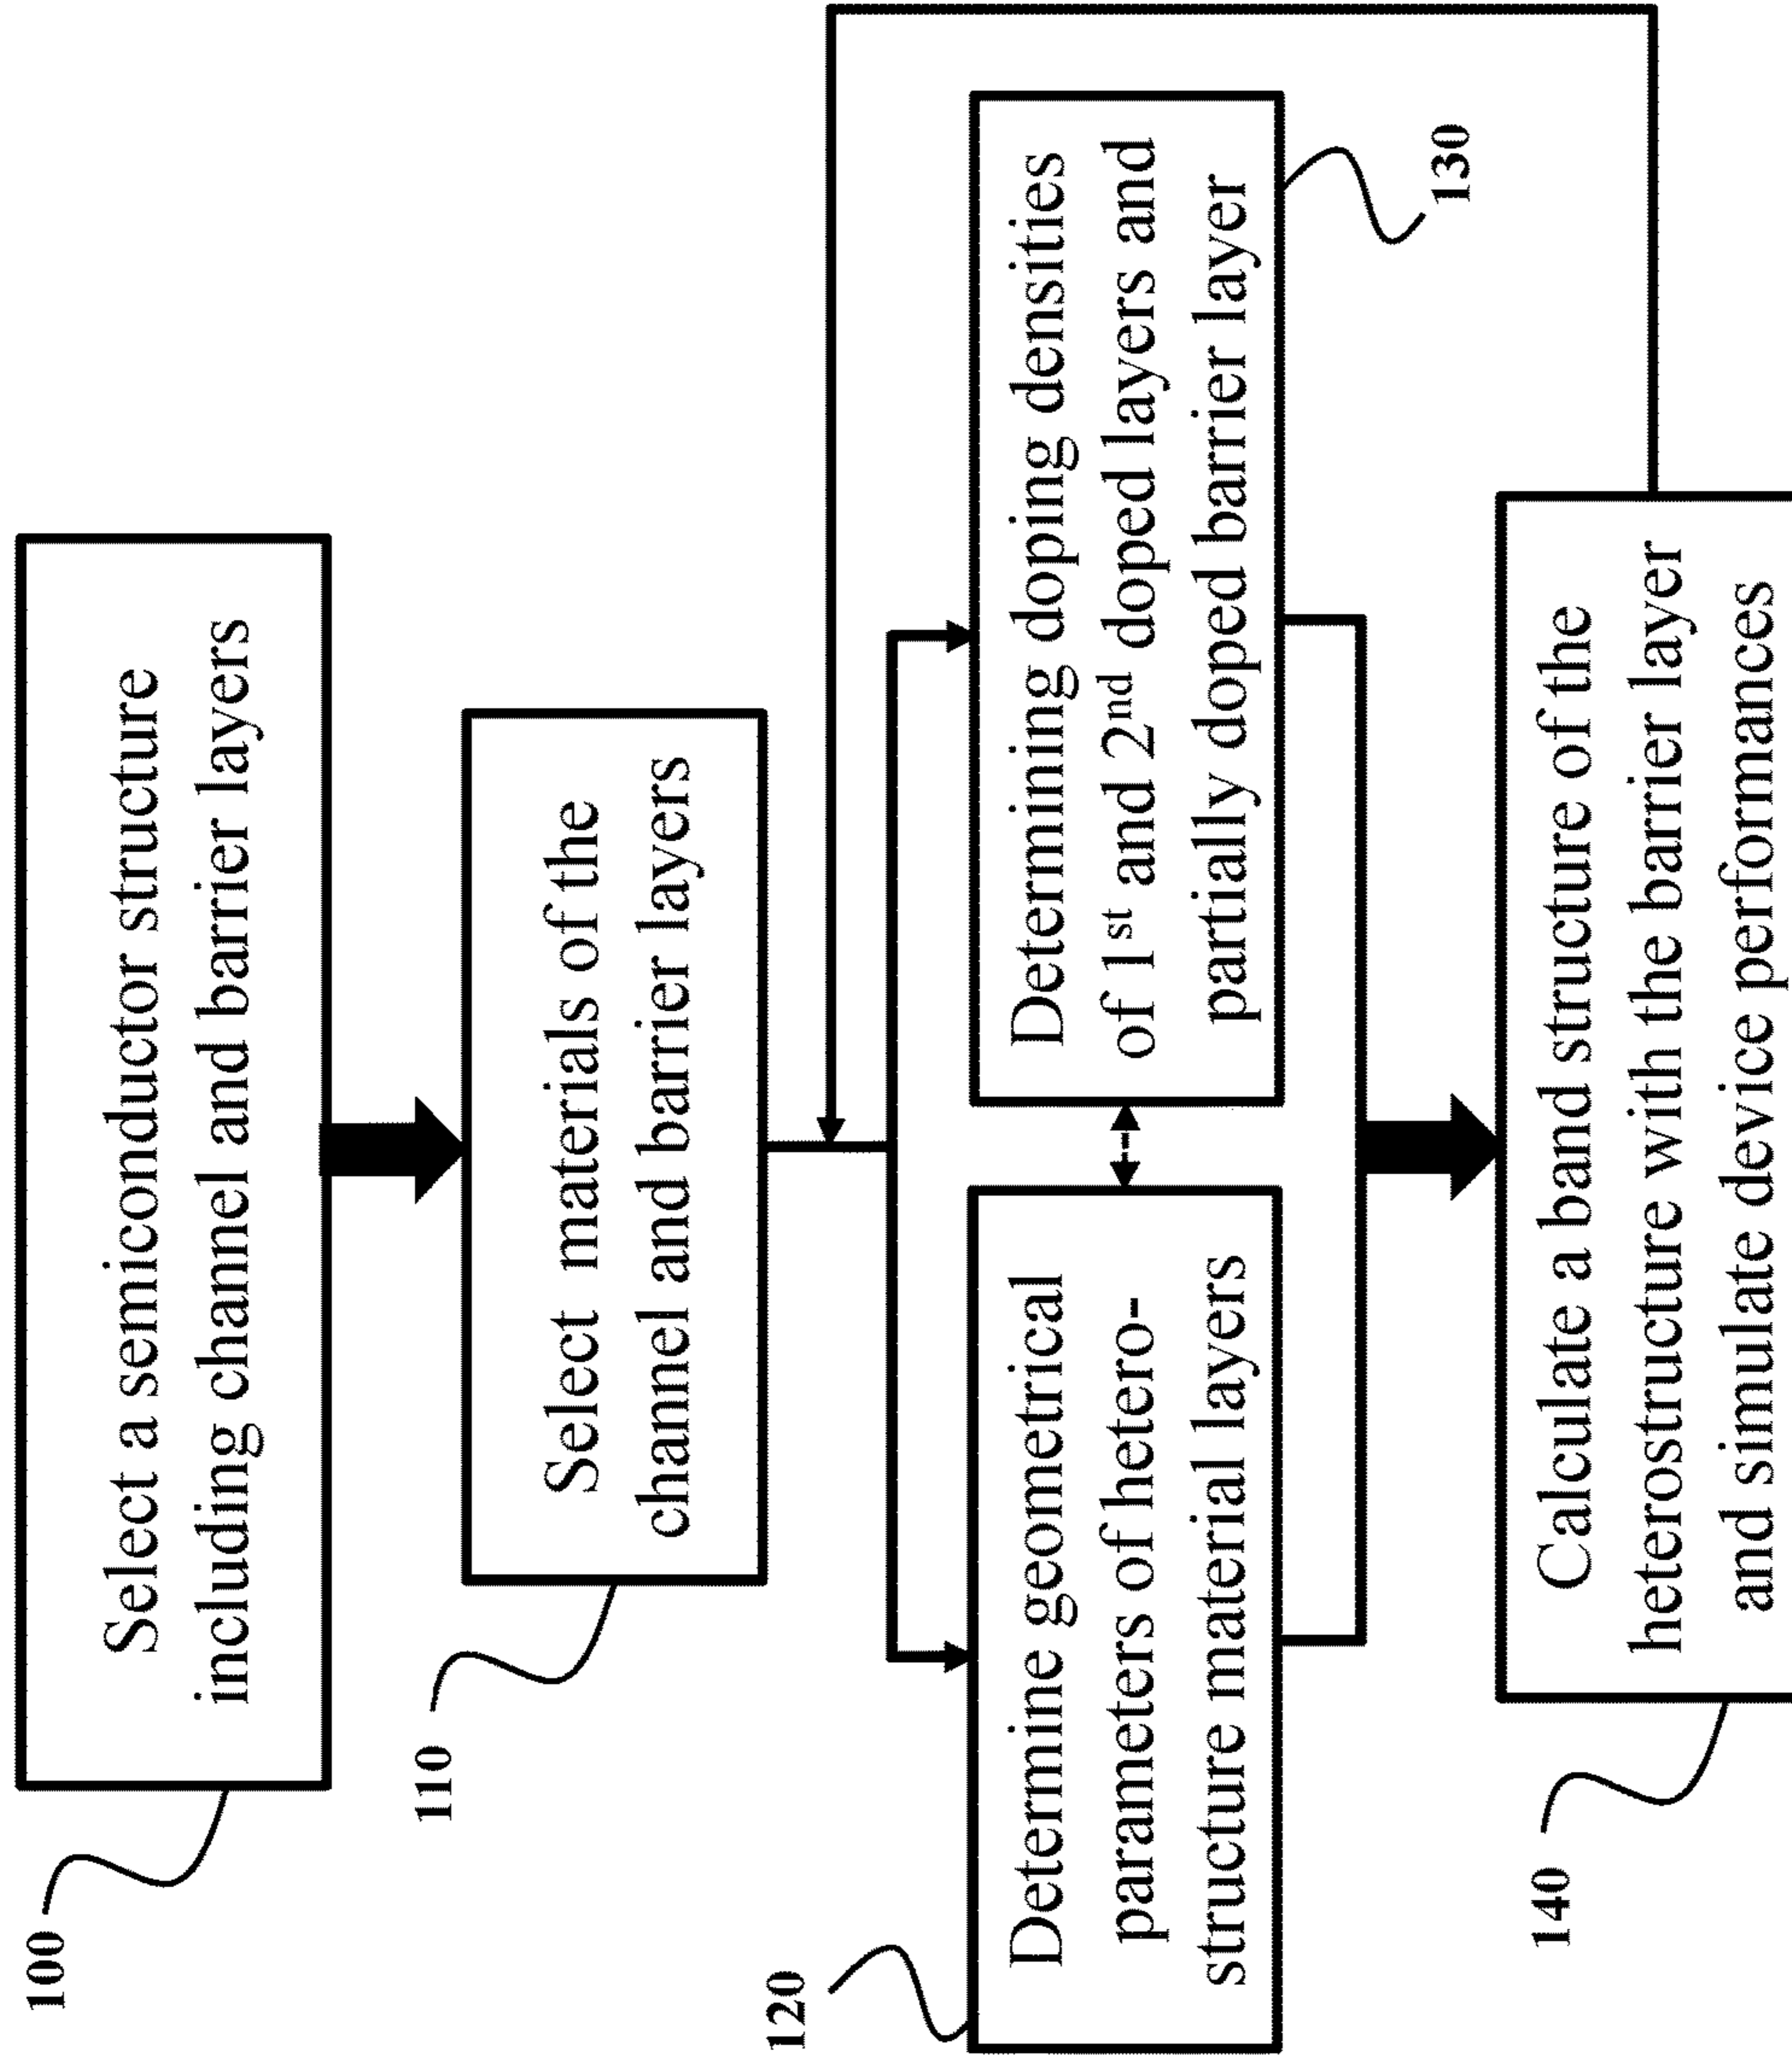 100
Select a semiconductor structure
including channel and barrier layers
110
Select materials of the
channel and barrier layers
120
Determine geometrical
parameters of hetero-
structure material layers
Determining doping densities
of 1st and 2nd doped layers and
partially doped barrier layer
130
140
Calculate a band structure of the
heterostructure with the barrier layer
and simulate device performances